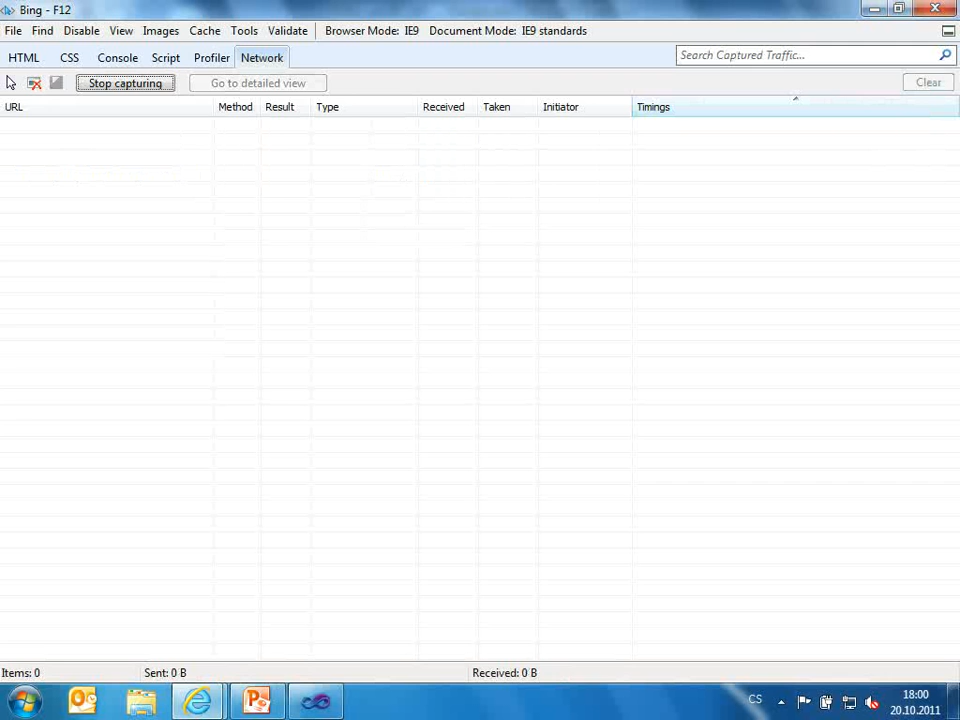 Bing - F12
File Find Disable View Images Cache Tools Validate Browser Mode: IE9 Document Mode: IE9 standards
HTML CSS Console Script Profiler Network Search Captured Traffic...
Stop capturing Go to detailed view Clear
URL Method Result Type Received Taken Initiator Timings
Items: 0 Sent: 0 B Received: 0 B
CS 18:00
20.10.2011